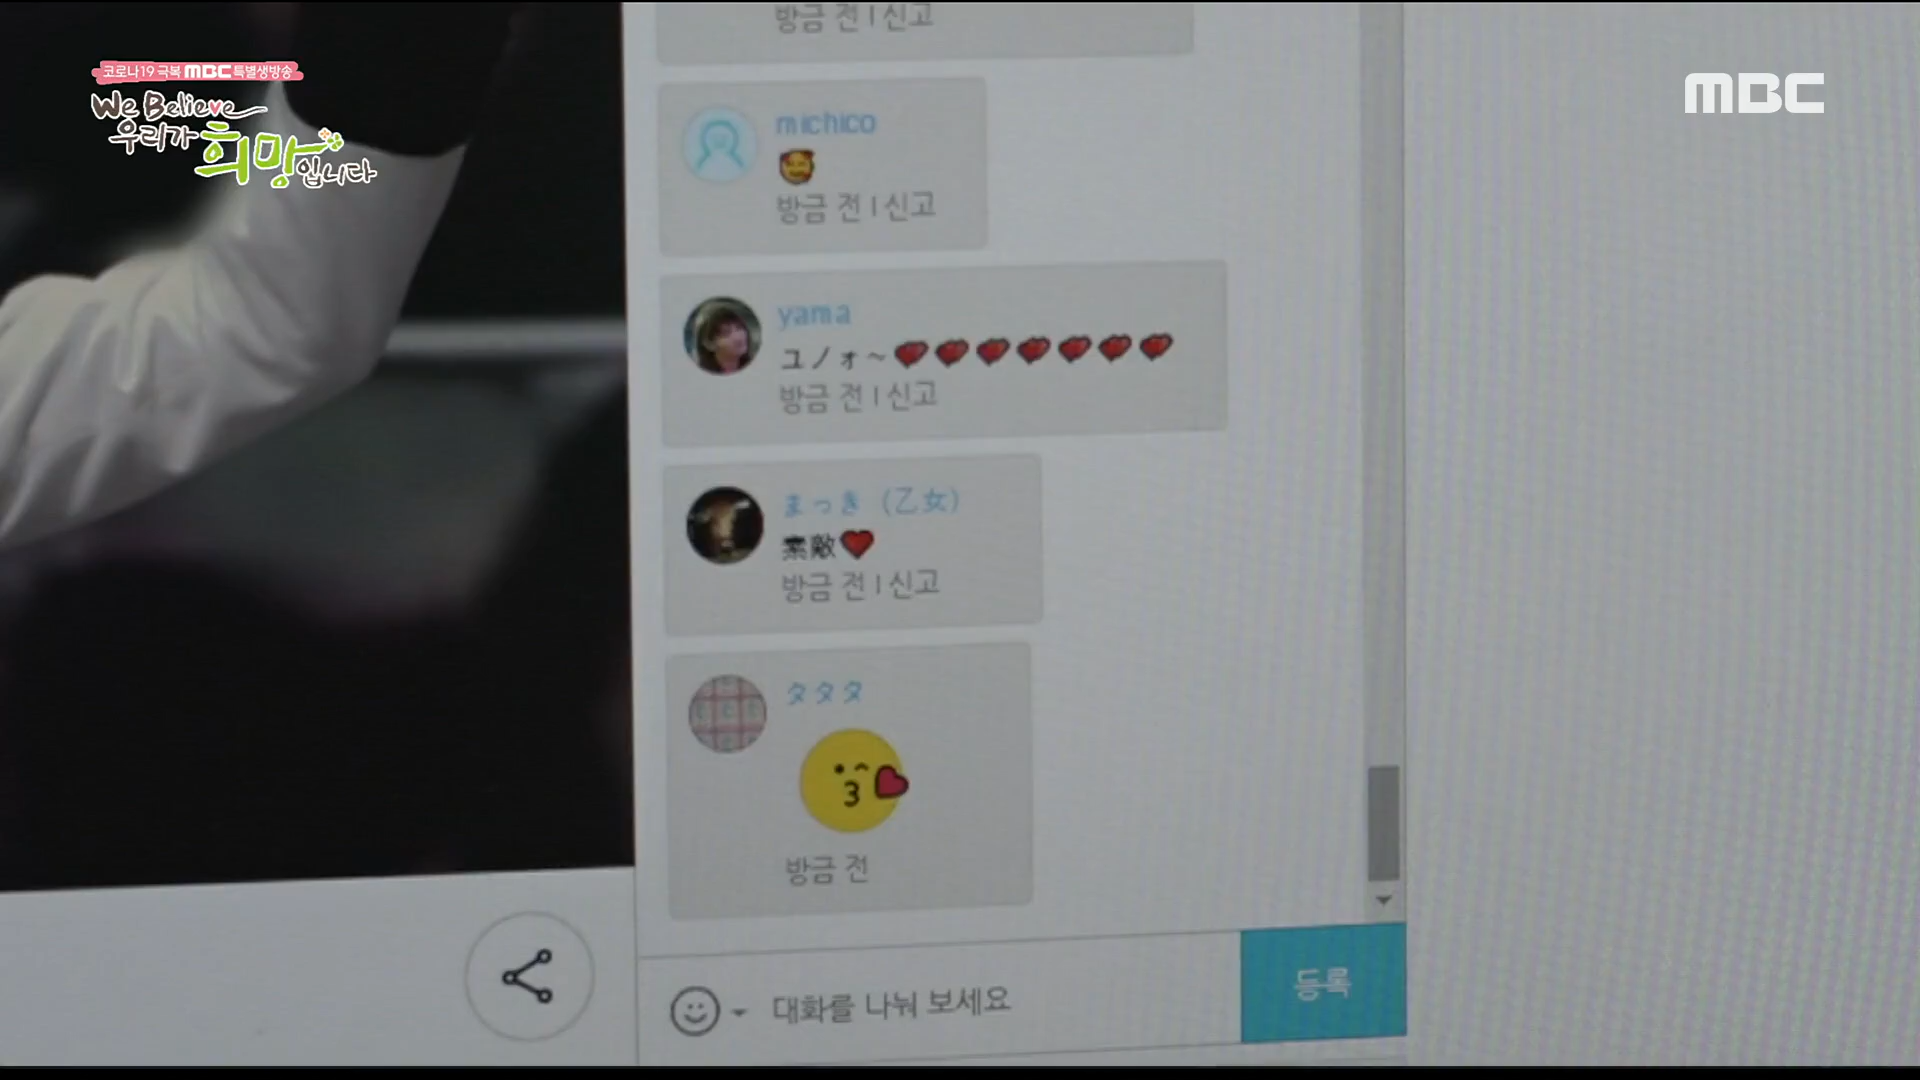 방금 전 | 신고
코로나19 극복 MBC 특별생방송
We Believe
우리가 희망입니다
MBC
michico
🥰
방금 전 | 신고
yama
ユノォ~❤❤❤❤❤❤❤
방금 전 | 신고
まっき (乙女)
素敵❤
방금 전 | 신고
タタタ
방금 전
대화를 나눠 보세요
등록